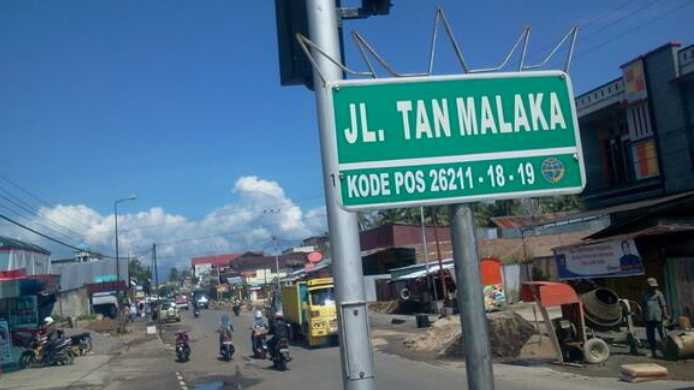 JL. TAN MALAKA
KODE POS 26211 - 18 - 19